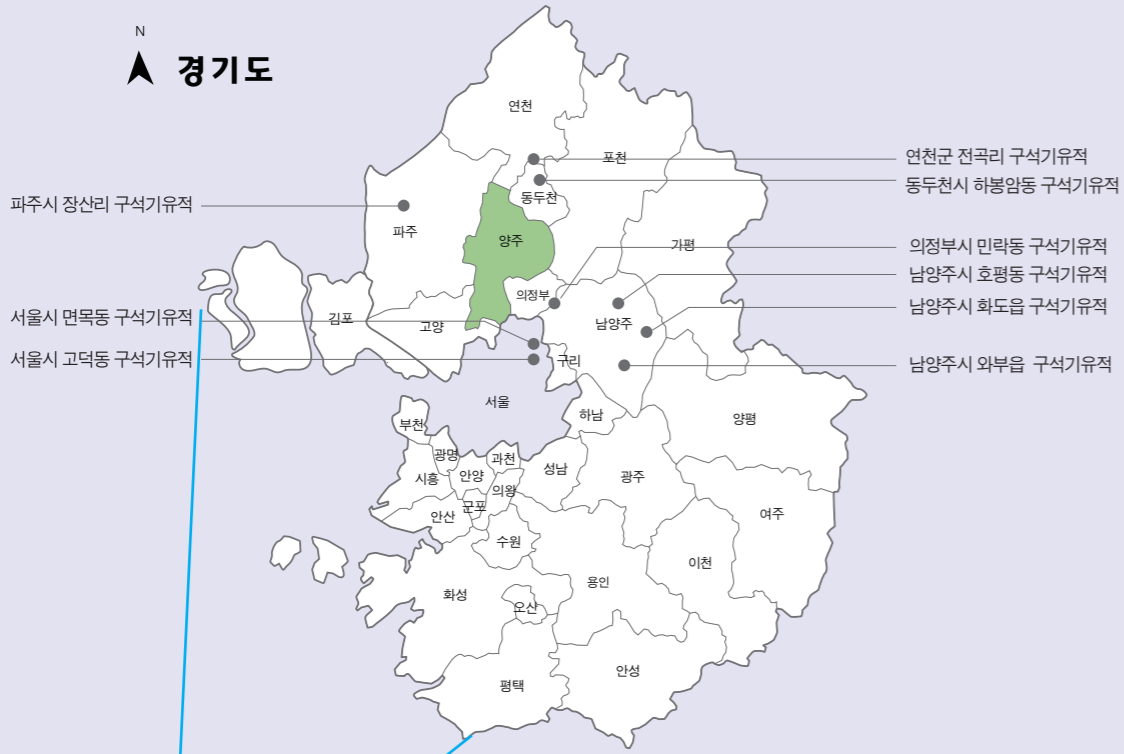 N
경기도
연천
포천
연천군 전곡리 구석기유적
동두천시 하봉암동 구석기유적
동두천
파주시 장산리 구석기유적
파주
양주
가평
의정부시 민락동 구석기유적
남양주시 호평동 구석기유적
의정부
남양주시 화도읍 구석기유적
서울시 면목동 구석기유적
김포
고양
남양주
서울시 고덕동 구석기유적
구리
남양주시 와부읍 구석기유적
서울
하남
양평
부천
광명
과천
성남
광주
시흥
안양
의왕
군포
안산
여주
수원
이천
화성
용인
오산
안성
평택